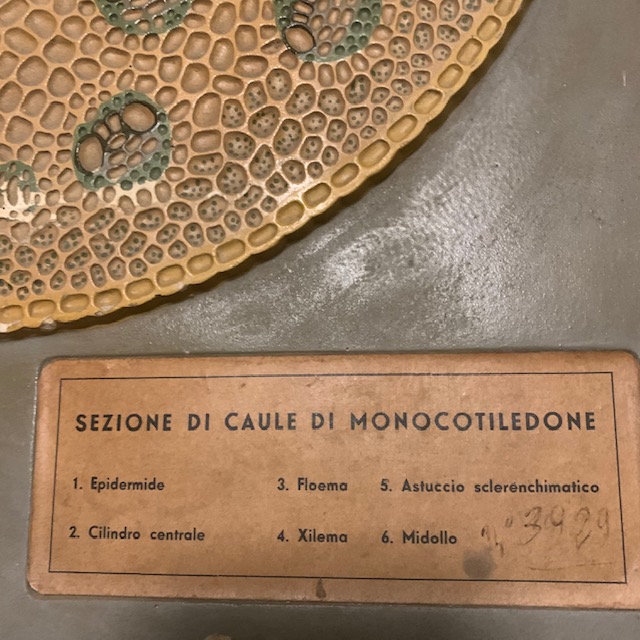 SEZIONE DI CAULE DI MONOCOTILEDONE
1. Epidermide 3. Floema 5. Astuccio sclerenchimatico
2. Cilindro centrale 4. Xilema 6. Midollo